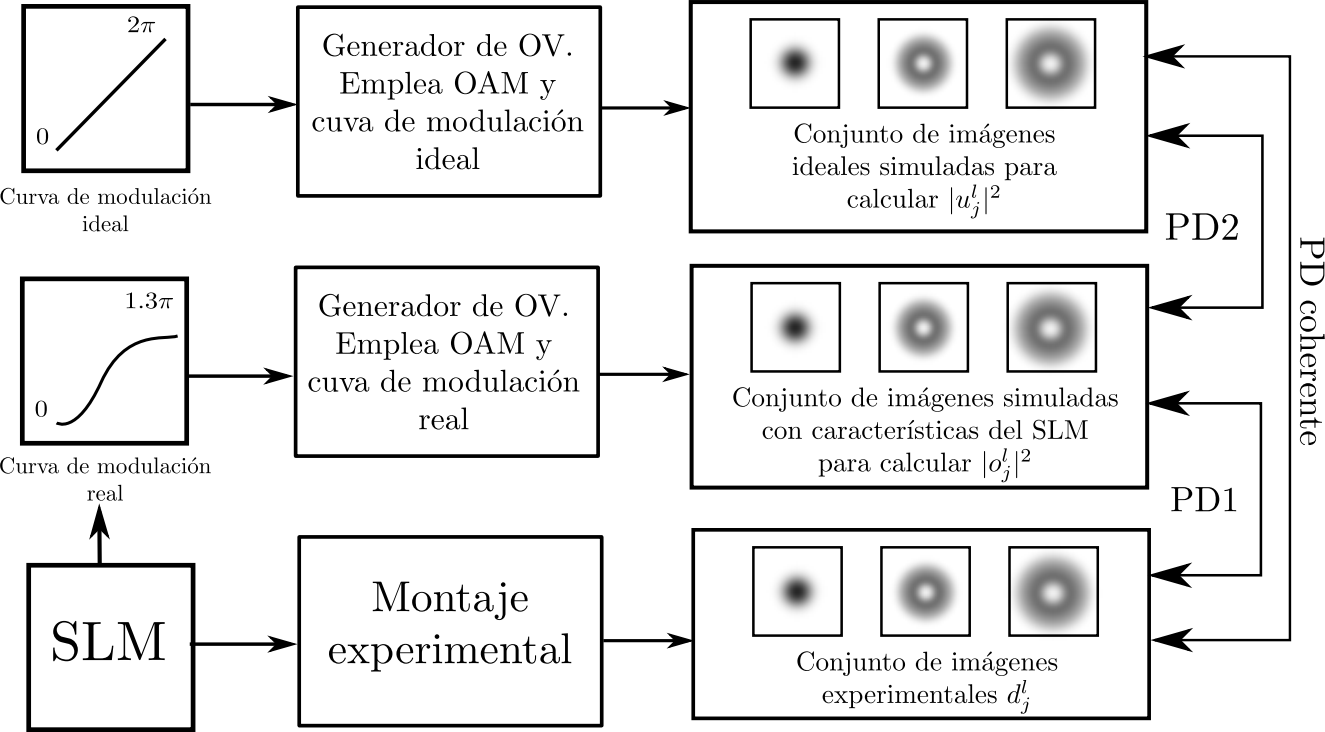 2π
0
Curva de modulación
ideal
Generador de OV.
Emplea OAM y
cuva de modulación
ideal
Conjunto de imágenes
ideales simuladas para
calcular |u_j^l|^2
PD2
PD coherente
1.3π
0
Curva de modulación
real
Generador de OV.
Emplea OAM y
cuva de modulación
real
Conjunto de imágenes simuladas
con características del SLM
para calcular |o_j^l|^2
PD1
SLM
Montaje
experimental
Conjunto de imágenes
experimentales d_j^l